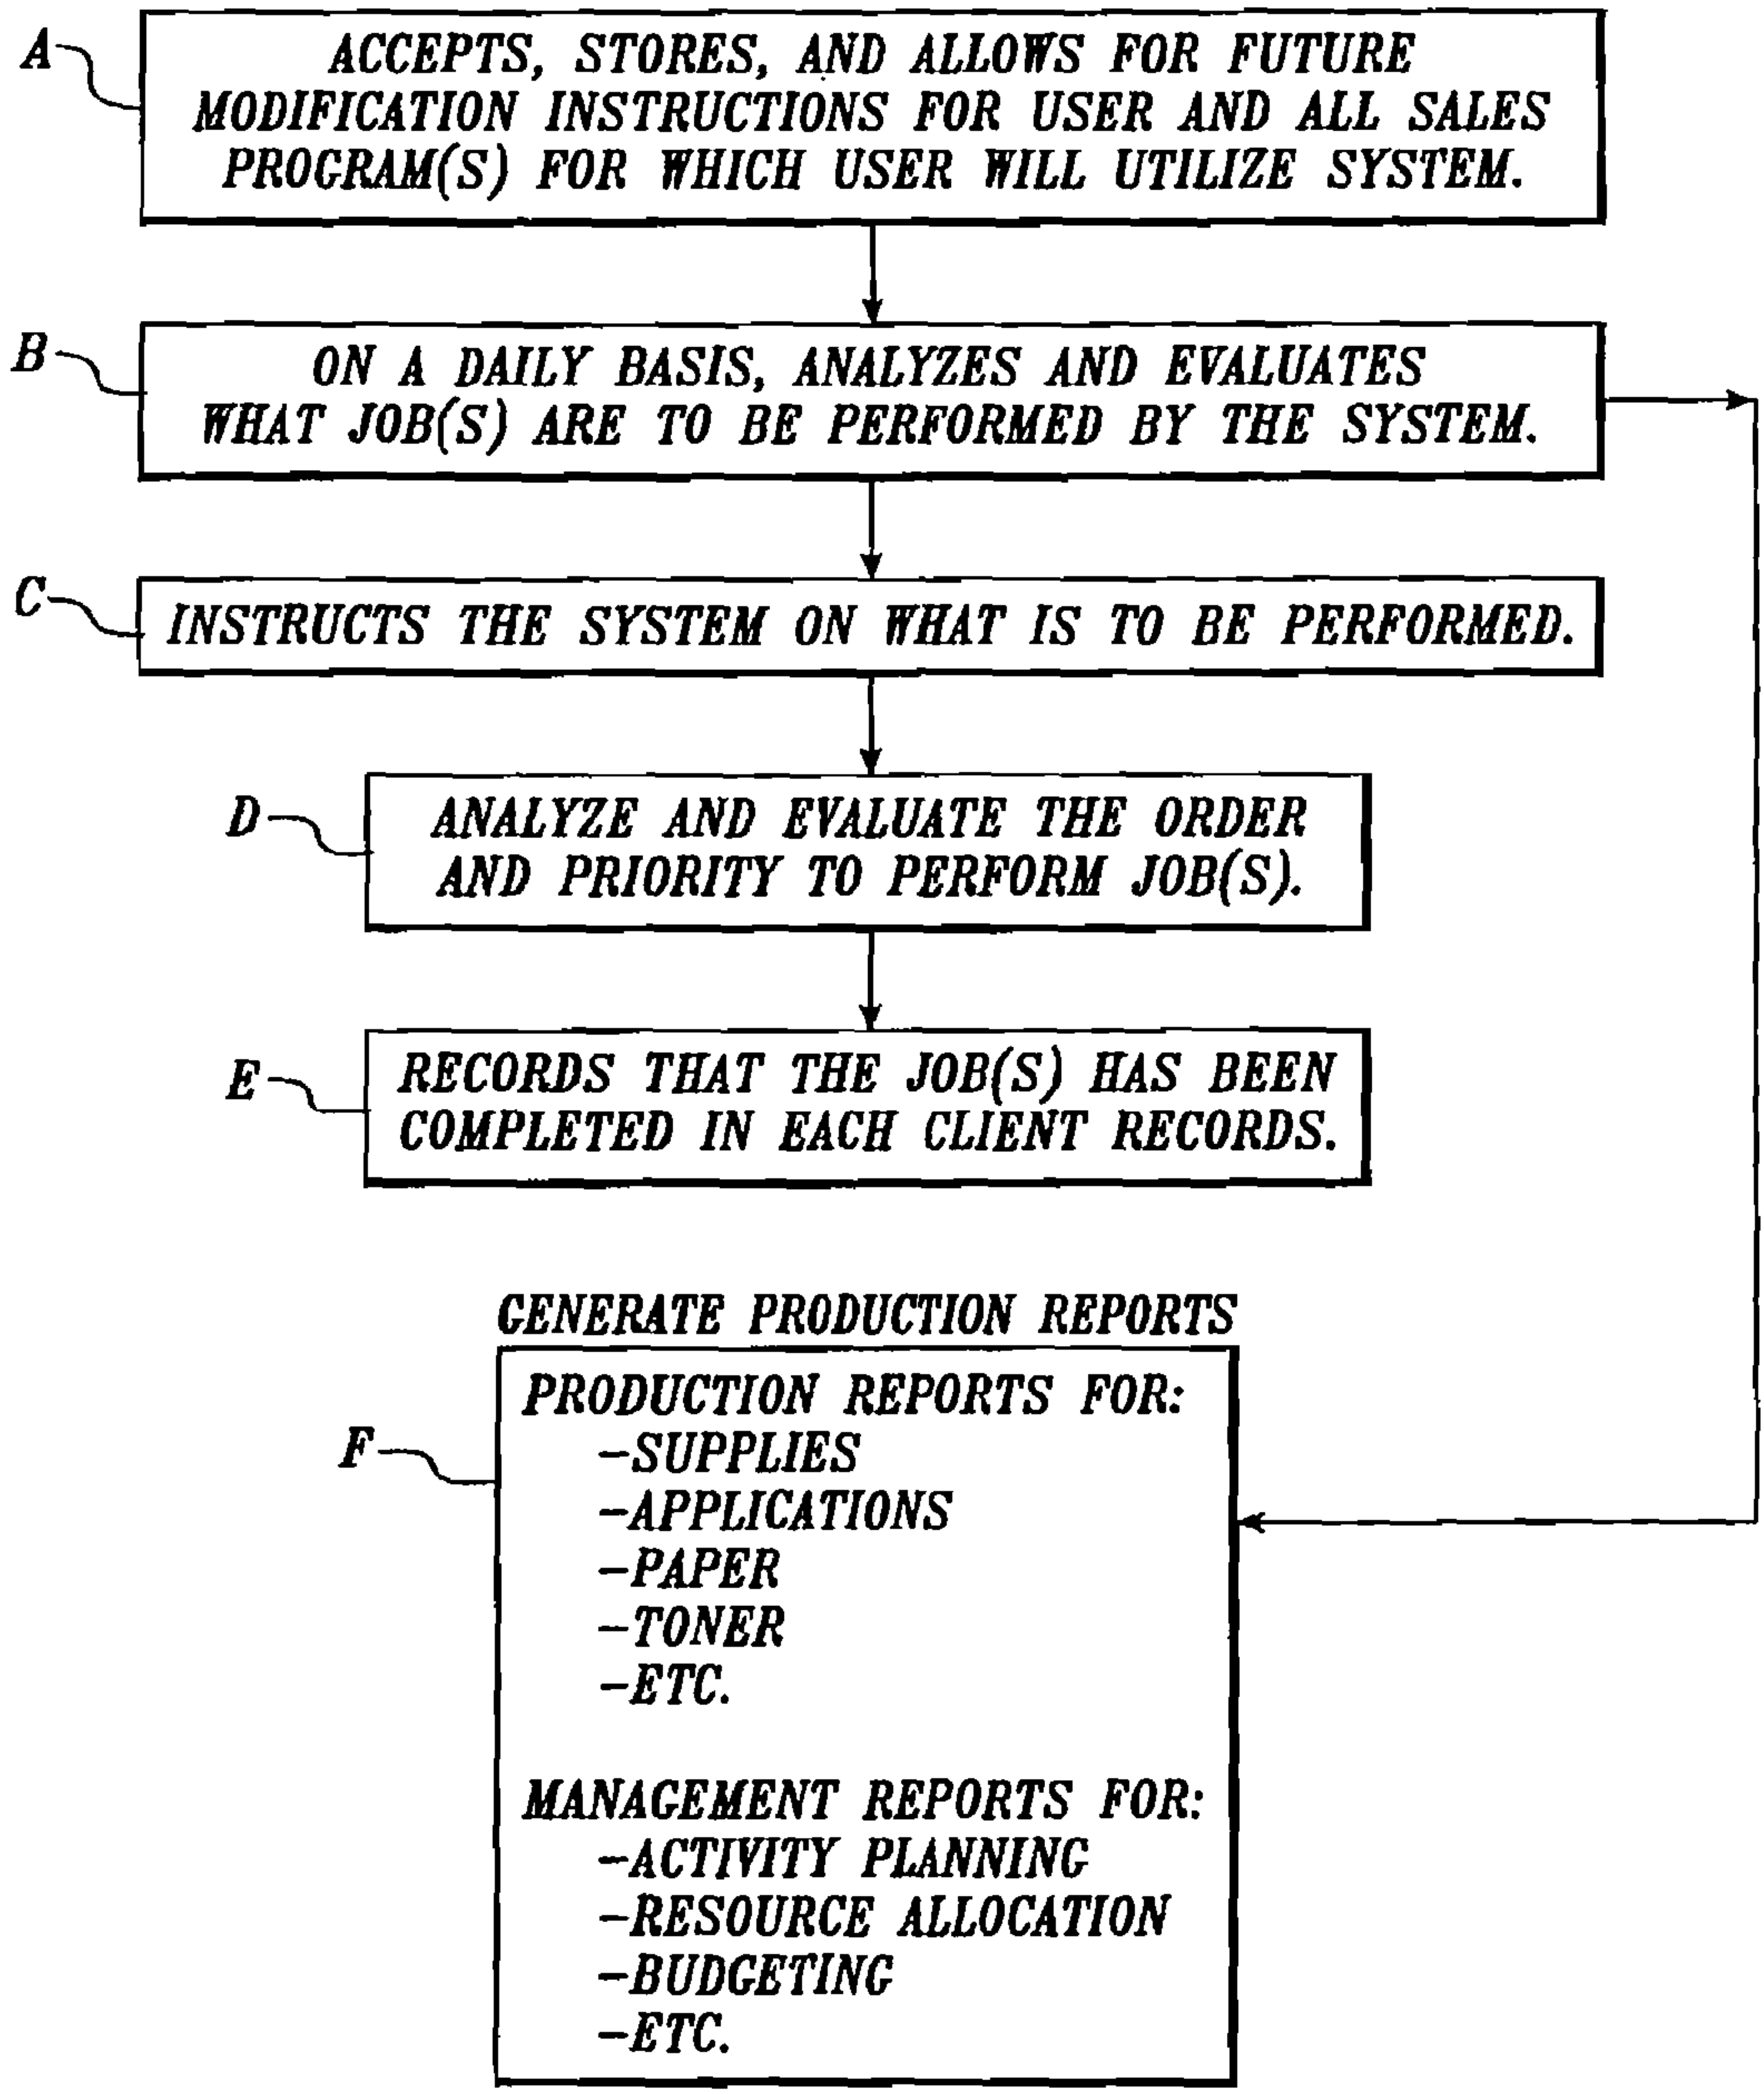 A
ACCEPTS, STORES, AND ALLOWS FOR FUTURE
MODIFICATION INSTRUCTIONS FOR USER AND ALL SALES
PROGRAM(S) FOR WHICH USER WILL UTILIZE SYSTEM.
B
ON A DAILY BASIS, ANALYZES AND EVALUATES
WHAT JOB(S) ARE TO BE PERFORMED BY THE SYSTEM.
C
INSTRUCTS THE SYSTEM ON WHAT IS TO BE PERFORMED.
D
ANALYZE AND EVALUATE THE ORDER
AND PRIORITY TO PERFORM JOB(S).
E
RECORDS THAT THE JOB(S) HAS BEEN
COMPLETED IN EACH CLIENT RECORDS.
GENERATE PRODUCTION REPORTS
F
PRODUCTION REPORTS FOR:
-SUPPLIES
-APPLICATIONS
-PAPER
-TONER
-ETC.
MANAGEMENT REPORTS FOR:
-ACTIVITY PLANNING
-RESOURCE ALLOCATION
-BUDGETING
-ETC.